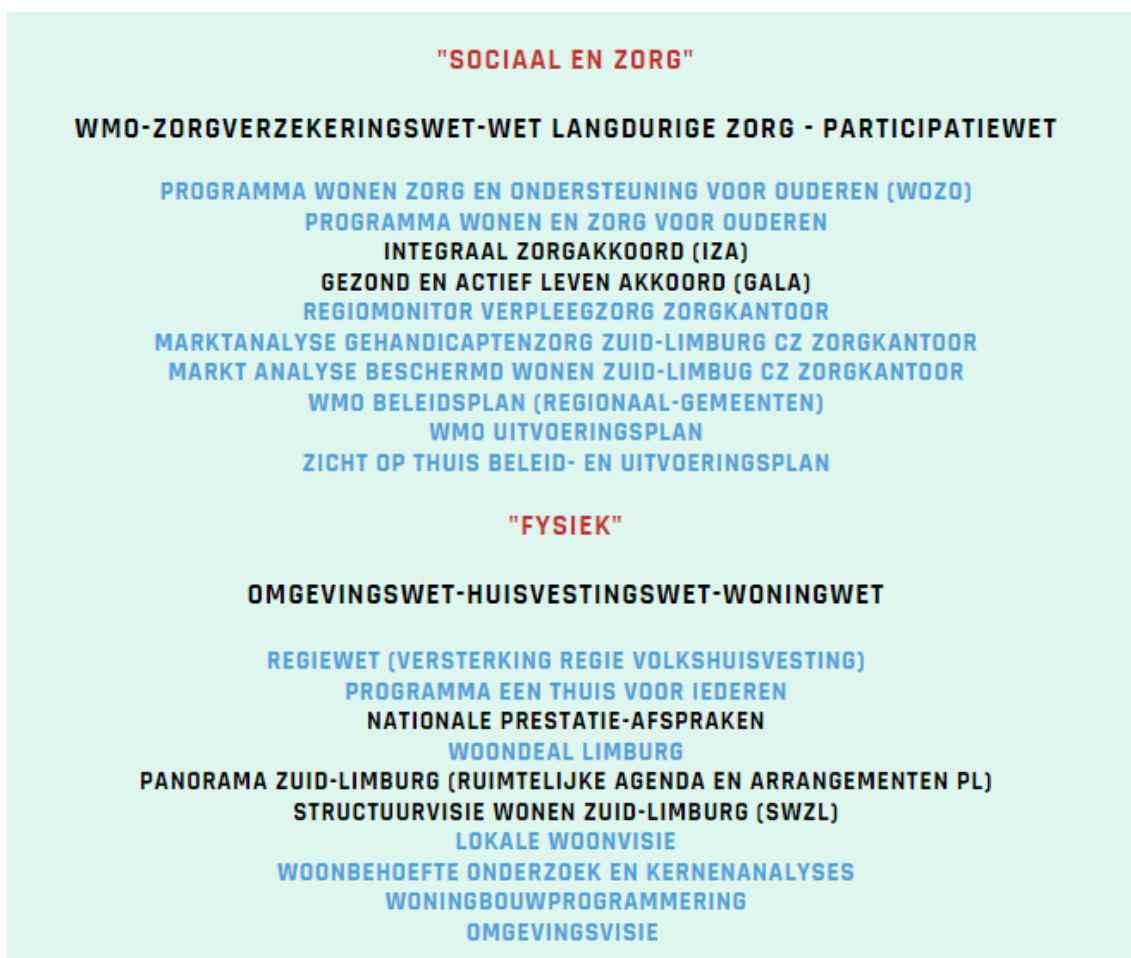 "SOCIAAL EN ZORG"
WMO-ZORGVERZEKERINGSWET-WET LANGDURIGE ZORG - PARTICIPATIEWET
PROGRAMMA WONEN ZORG EN ONDERSTEUNING VOOR OUDEREN (WOZO)
PROGRAMMA WONEN EN ZORG VOOR OUDEREN
INTEGRAAL ZORGAKKOORD (IZA)
GEZOND EN ACTIEF LEVEN AKKOORD (GALA)
REGIOMONITOR VERPLEEGZORG ZORGKANTOOR
MARKTANALYSE GEHANDICAPTENZORG ZUID-LIMBURG CZ ZORGKANTOOR
MARKT ANALYSE BESCHERMD WONEN ZUID-LIMBUG CZ ZORGKANTOOR
WMO BELEIDSPLAN (REGIONAAL-GEMEENTEN)
WMO UITVOERINGSPLAN
ZICHT OP THUIS BELEID- EN UITVOERINGSPLAN
"FYSIEK"
OMGEVINGSWET-HUISVESTINGSWET-WONINGWET
REGIEWET (VERSTERKING REGIE VOLKSHUISVESTING)
PROGRAMMA EEN THUIS VOOR IEDEREN
NATIONALE PRESTATIE-AFSPRAKEN
WOONDEAL LIMBURG
PANORAMA ZUID-LIMBURG (RUIMTELIJKE AGENDA EN ARRANGEMENTEN PL)
STRUCTUURVISIE WONEN ZUID-LIMBURG (SWZL)
LOKALE WOONVISIE
WOONBEHOEFTE ONDERZOEK EN KERNENANALYSES
WONINGBOUWPROGRAMMERING
OMGEVINGSVISIE